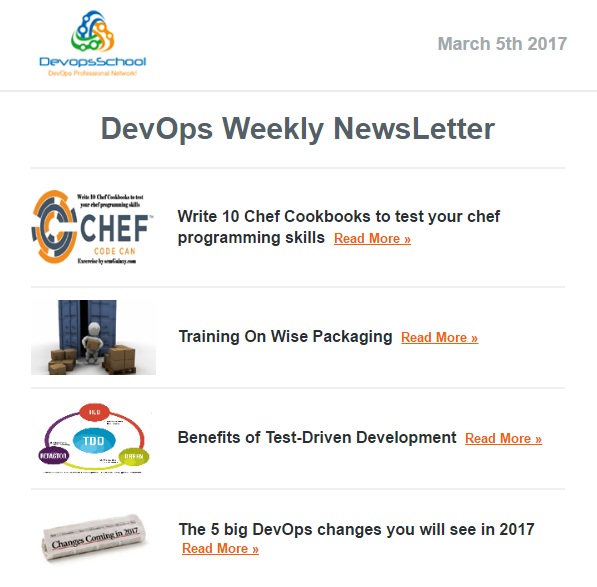 DevopsSchool
DevOps Professional Network!
March 5th 2017
DevOps Weekly NewsLetter
Write 10 Chef Cookbooks to test
your chef programming skills
CHEF
CODE CAN
Exercise by scmGalaxy.com
Write 10 Chef Cookbooks to test your chef
programming skills Read More »
Training On Wise Packaging Read More »
RED
TDD
REFACTOR
GREEN
Benefits of Test-Driven Development Read More »
Changes Coming in 2017
The 5 big DevOps changes you will see in 2017
Read More »